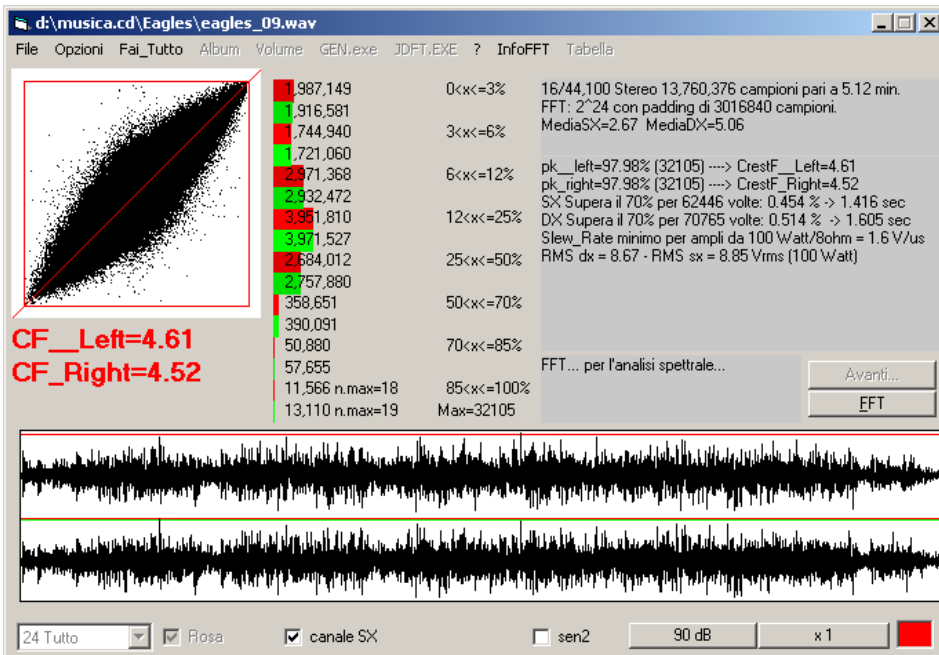 d:\musica.cd\Eagles\eagles_09.wav
File Opzioni Fai_Tutto Album Volume GEN.exe JDFT.EXE ? InfoFFT Tabella
1,987,149 0<x<=3%
1,916,581
1,744,940 3<x<=6%
1,721,060
2,971,368 6<x<=12%
2,932,472
3,951,810 12<x<=25%
3,971,527
2,684,012 25<x<=50%
2,757,880
358,651 50<x<=70%
390,091
50,880 70<x<=85%
57,655
11,566 n.max=18 85<x<=100%
13,110 n.max=19 Max=32105
16/44,100 Stereo 13,760,376 campioni pari a 5.12 min.
FFT: 2^24 con padding di 3016840 campioni.
MediaSX=2.67 MediaDX=5.06
pk__left=97.98% (32105) ----> CrestF__Left=4.61
pk_right=97.98% (32105) ----> CrestF_Right=4.52
SX Supera il 70% per 62446 volte: 0.454 % -> 1.416 sec
DX Supera il 70% per 70765 volte: 0.514 % -> 1.605 sec
Slew_Rate minimo per ampli da 100 Watt/8ohm = 1.6 V/us
RMS dx = 8.67 - RMS sx = 8.85 Vrms (100 Watt)
CF__Left=4.61
CF_Right=4.52
FFT... per l'analisi spettrale...
Avanti...
FFT
24 Tutto Rosa canale SX sen2 90 dB x 1